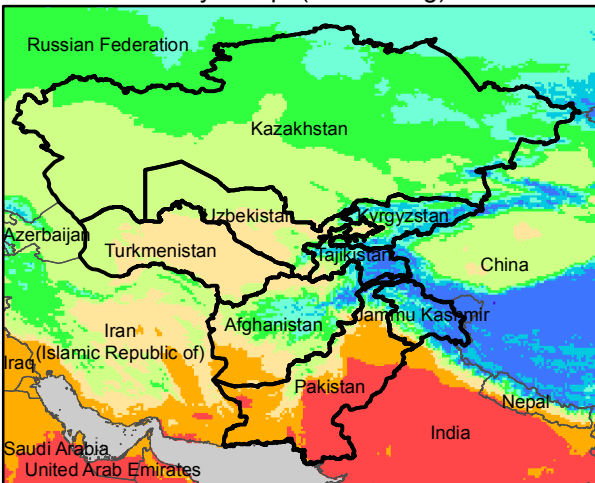 Russian Federation
Kazakhstan
Uzbekistan
Kyrgyzstan
Azerbaijan
Turkmenistan
Tajikistan
China
Iran
(Islamic Republic of)
Afghanistan
Jammu Kashmir
Iraq
Pakistan
Nepal
India
Saudi Arabia
United Arab Emirates